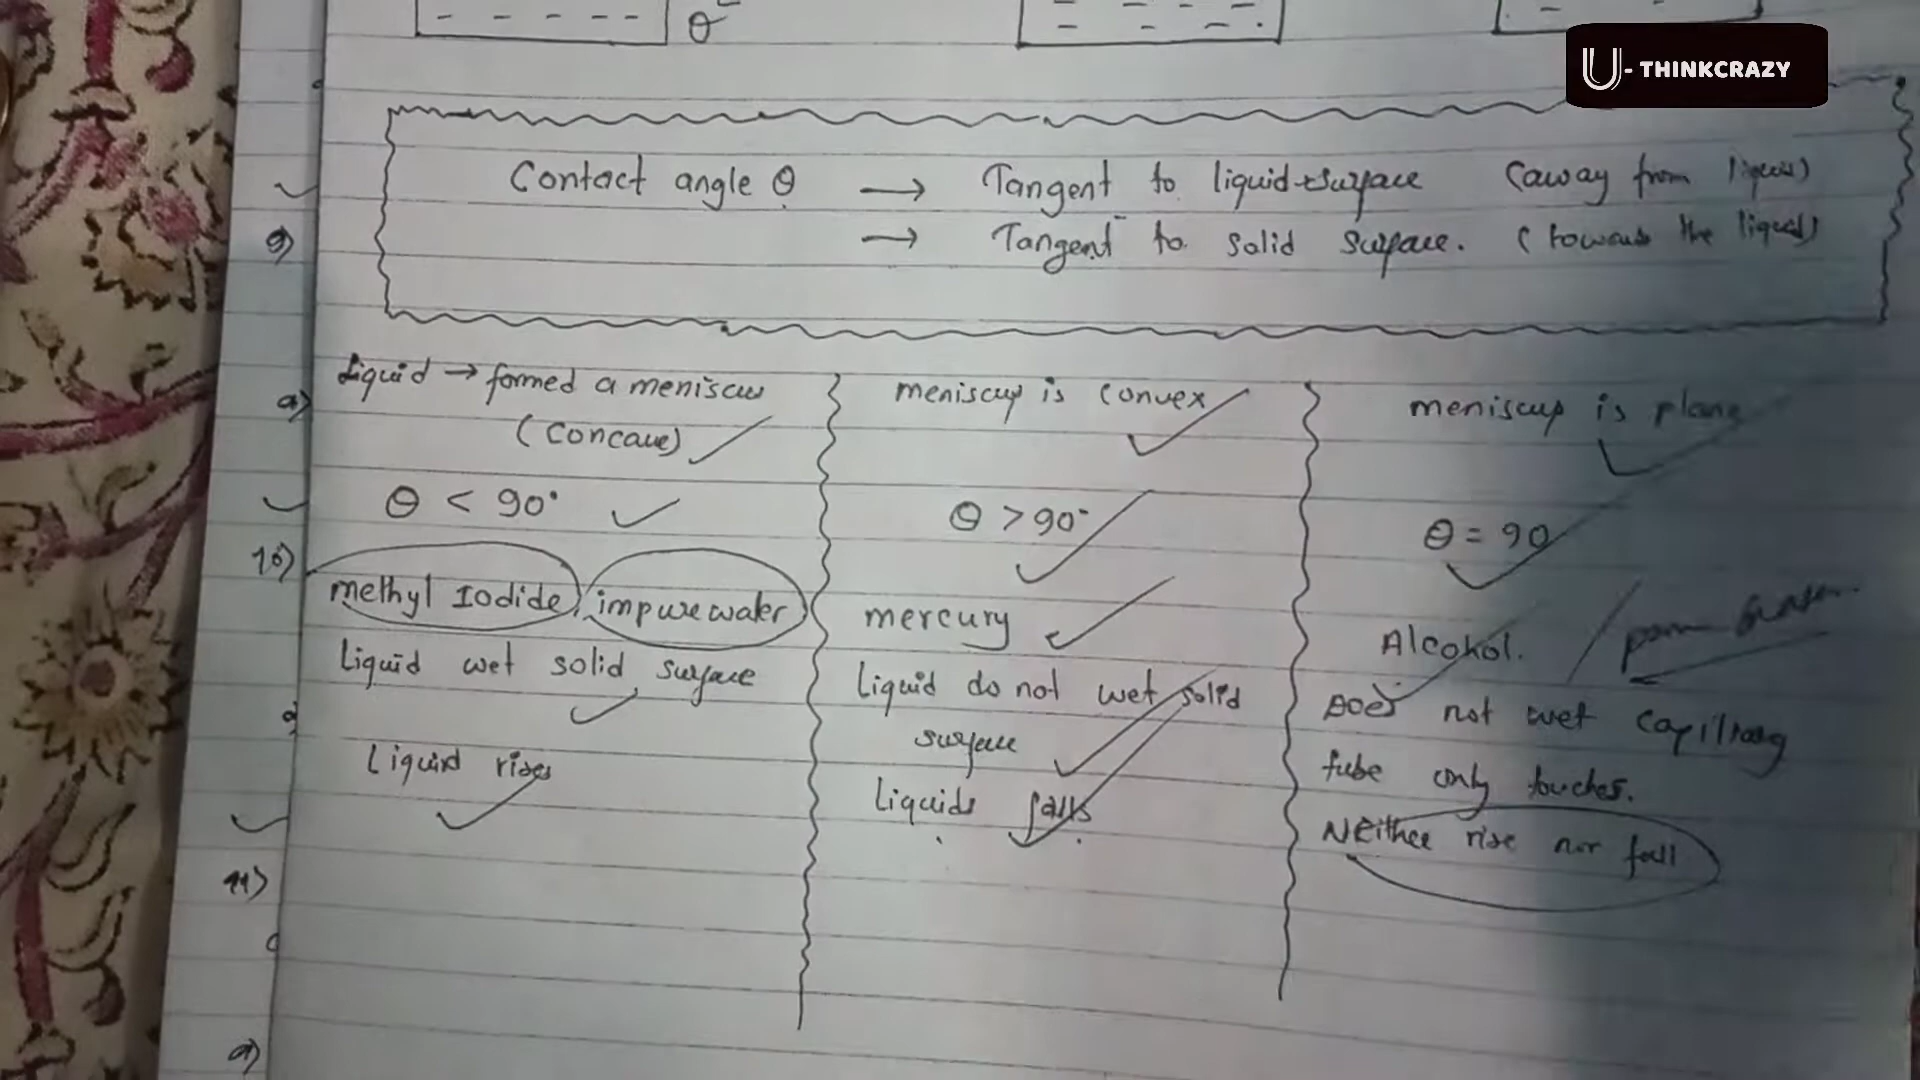 θ
U - THINKCRAZY
Contact angle θ → Tangent to liquid surface (away from liquid)
9) → Tangent to solid surface. (towards the liquid)
a) Liquid → formed a meniscus
(concave)
θ < 90°
10) methyl Iodide, impure water
Liquid wet solid surface
Liquid rises
meniscus is convex
θ > 90°
mercury
Liquid do not wet solid
surface
Liquids falls
meniscus is plane
θ = 90
Alcohol. /
Does not wet capillary
tube only touches.
Neither rise nor fall
11)
a)